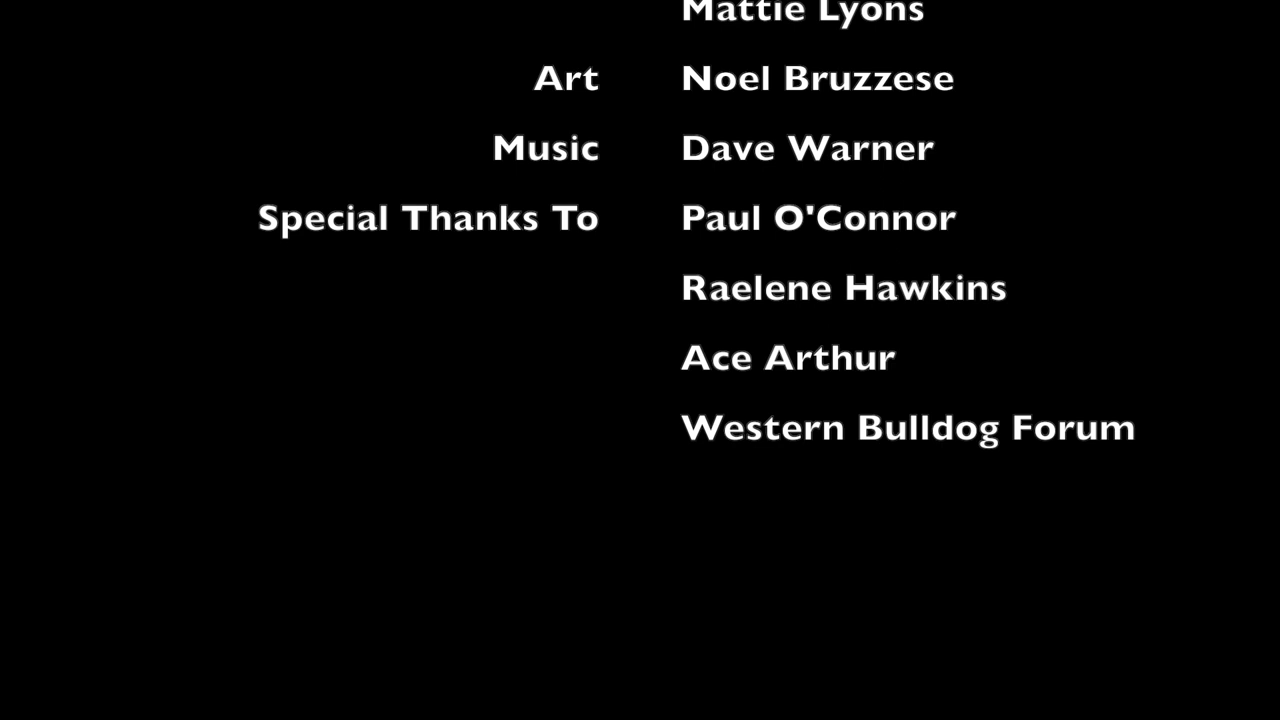 Mattie Lyons
Art Noel Bruzzese
Music Dave Warner
Special Thanks To Paul O'Connor
Raelene Hawkins
Ace Arthur
Western Bulldog Forum